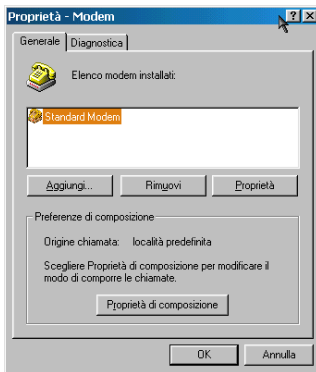 Proprietà - Modem
Generale Diagnostica
Elenco modem installati:
Standard Modem
Aggiungi... Rimuovi Proprietà
Preferenze di composizione
Origine chiamata: località predefinita
Scegliere Proprietà di composizione per modificare il
modo di comporre le chiamate.
Proprietà di composizione
OK Annulla